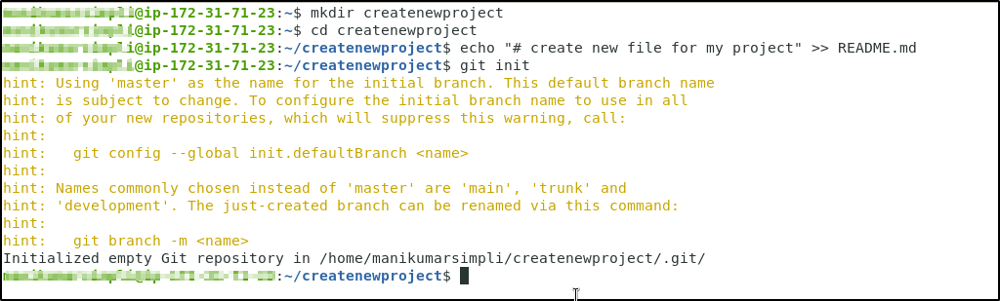 @ip-172-31-71-23:~$ mkdir createnewproject
@ip-172-31-71-23:~$ cd createnewproject
@ip-172-31-71-23:~/createnewproject$ echo "# create new file for my project" >> README.md
@ip-172-31-71-23:~/createnewproject$ git init
hint: Using 'master' as the name for the initial branch. This default branch name
hint: is subject to change. To configure the initial branch name to use in all
hint: of your new repositories, which will suppress this warning, call:
hint:
hint:   git config --global init.defaultBranch <name>
hint:
hint: Names commonly chosen instead of 'master' are 'main', 'trunk' and
hint: 'development'. The just-created branch can be renamed via this command:
hint:
hint:   git branch -m <name>
Initialized empty Git repository in /home/manikumarsimpli/createnewproject/.git/
:~/createnewproject$